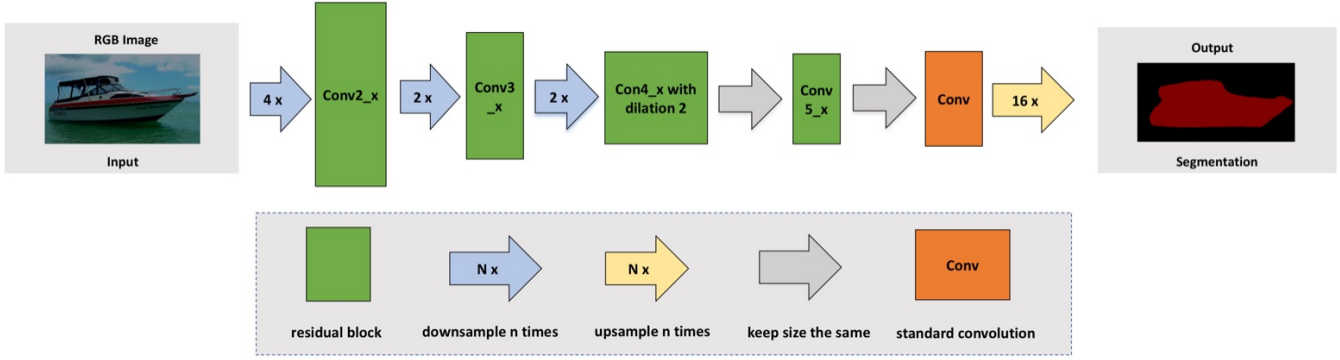 RGB Image
Input
4 x
Conv2_x
2 x
Conv3
_x
2 x
Con4_x with
dilation 2
Conv
5_x
Conv
16 x
Output
Segmentation
N x
N x
Conv
residual block
downsample n times
upsample n times
keep size the same
standard convolution